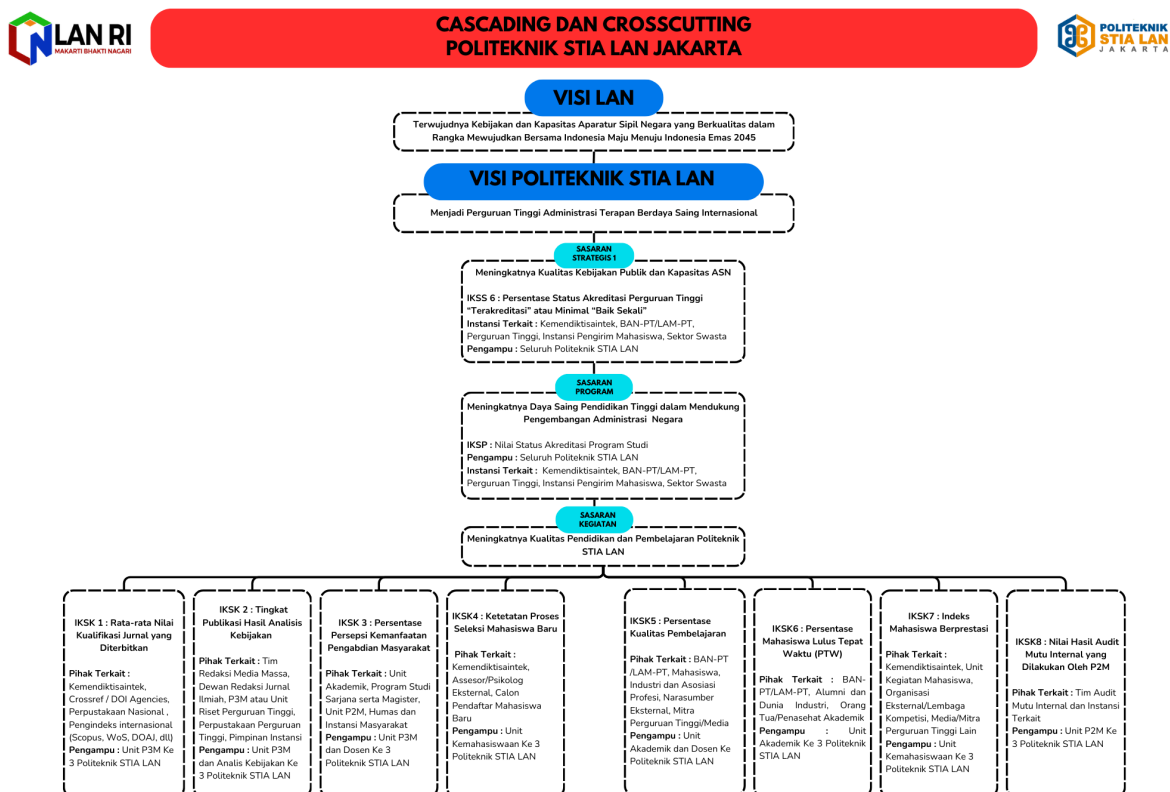 LAN RI
MAKARTI BHAKTI NAGARI
CASCADING DAN CROSSCUTTING
POLITEKNIK STIA LAN JAKARTA
POLITEKNIK
STIA LAN
JAKARTA
VISI LAN
Terwujudnya Kebijakan dan Kapasitas Aparatur Sipil Negara yang Berkualitas dalam
Rangka Mewujudkan Bersama Indonesia Maju Menuju Indonesia Emas 2045
VISI POLITEKNIK STIA LAN
Menjadi Perguruan Tinggi Administrasi Terapan Berdaya Saing Internasional
SASARAN
STRATEGIS 1
Meningkatnya Kualitas Kebijakan Publik dan Kapasitas ASN
IKSS 6 : Persentase Status Akreditasi Perguruan Tinggi
“Terakreditasi” atau Minimal “Baik Sekali”
Instansi Terkait : Kemendiktisaintek, BAN-PT/LAM-PT,
Perguruan Tinggi, Instansi Pengirim Mahasiswa, Sektor Swasta
Pengampu : Seluruh Politeknik STIA LAN
SASARAN
PROGRAM
Meningkatnya Daya Saing Pendidikan Tinggi dalam Mendukung
Pengembangan Administrasi Negara
IKSP : Nilai Status Akreditasi Program Studi
Pengampu : Seluruh Politeknik STIA LAN
Instansi Terkait : Kemendiktisaintek, BAN-PT/LAM-PT,
Perguruan Tinggi, Instansi Pengirim Mahasiswa, Sektor Swasta
SASARAN
KEGIATAN
Meningkatnya Kualitas Pendidikan dan Pembelajaran Politeknik
STIA LAN
IKSK 1 : Rata-rata Nilai
Kualifikasi Jurnal yang
Diterbitkan
Pihak Terkait :
Kemendiktisaintek,
Crossref / DOI Agencies,
Perpustakaan Nasional ,
Pengindeks internasional
(Scopus, WoS, DOAJ, dll)
Pengampu : Unit P3M Ke
3 Politeknik STIA LAN
IKSK 2 : Tingkat
Publikasi Hasil Analisis
Kebijakan
Pihak Terkait : Tim
Redaksi Media Massa,
Dewan Redaksi Jurnal
Ilmiah, P3M atau Unit
Riset Perguruan Tinggi,
Perpustakaan Perguruan
Tinggi, Pimpinan Instansi
Pengampu : Unit P3M
dan Analis Kebijakan Ke
3 Politeknik STIA LAN
IKSK 3 : Persentase
Persepsi Kemanfaatan
Pengabdian Masyarakat
Pihak Terkait : Unit
Akademik, Program Studi
Sarjana serta Magister,
Unit P2M, Humas dan
Instansi Masyarakat
Pengampu : Unit P3M
dan Dosen Ke 3
Politeknik STIA LAN
IKSK4 : Ketetatan Proses
Seleksi Mahasiswa Baru
Pihak Terkait :
Kemendiktisaintek,
Assesor/Psikolog
Eksternal, Calon
Pendaftar Mahasiswa
Baru
Pengampu : Unit
Kemahasiswaan Ke 3
Politeknik STIA LAN
IKSK5 : Persentase
Kualitas Pembelajaran
Pihak Terkait : BAN-PT
/LAM-PT, Mahasiswa,
Industri dan Asosiasi
Profesi, Narasumber
Eksternal, Mitra
Perguruan Tinggi/Media
Pengampu : Unit
Akademik dan Dosen Ke
Politeknik STIA LAN
IKSK6 : Persentase
Mahasiswa Lulus Tepat
Waktu (PTW)
Pihak Terkait : BAN-
PT/LAM-PT, Alumni dan
Dunia Industri, Orang
Tua/Penasehat Akademik
Pengampu : Unit
Akademik Ke 3 Politeknik
STIA LAN
IKSK7 : Indeks
Mahasiswa Berprestasi
Pihak Terkait :
Kemendiktisaintek, Unit
Kegiatan Mahasiswa,
Organisasi
Eksternal/Lembaga
Kompetisi, Media/Mitra
Perguruan Tinggi Lain
Pengampu : Unit
Kemahasiswaan Ke 3
Politeknik STIA LAN
IKSK8 : Nilai Hasil Audit
Mutu Internal yang
Dilakukan Oleh P2M
Pihak Terkait : Tim Audit
Mutu Internal dan Instansi
Terkait
Pengampu : Unit P2M Ke
3 Politeknik STIA LAN